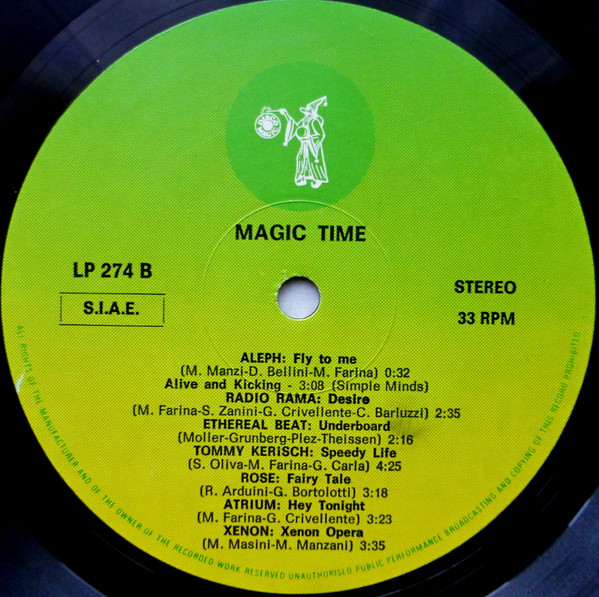 MAGIC TIME
LP 274 B
S.I.A.E.
STEREO
33 RPM
ALEPH: Fly to me
(M. Manzi-D. Bellini-M. Farina) 0:32
Alive and Kicking - 3:08 (Simple Minds)
RADIO RAMA: Desire
(M. Farina-S. Zanini-G. Crivellente-C. Barluzzi) 2:35
ETHEREAL BEAT: Underboard
(Moller-Grunberg-Plez-Theissen) 2:16
TOMMY KERISCH: Speedy Life
(S. Oliva-M. Farina-G. Carla) 4:25
ROSE: Fairy Tale
(R. Arduini-G. Bortolotti) 3:18
ATRIUM: Hey Tonight
(M. Farina-G. Crivellente) 3:23
XENON: Xenon Opera
(M. Masini-M. Manzani) 3:35
ALL RIGHTS OF THE MANUFACTURER AND OF THE OWNER OF THE RECORDED WORK RESERVED UNAUTHORISED PUBLIC PERFORMANCE BROADCASTING AND COPYING OF THIS RECORD PROHIBITED